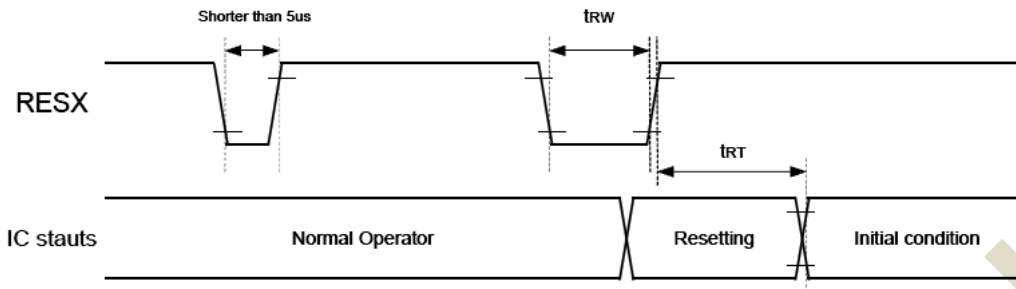 Shorter than 5us
tRW
RESX
tRT
IC stauts
Normal Operator
Resetting
Initial condition